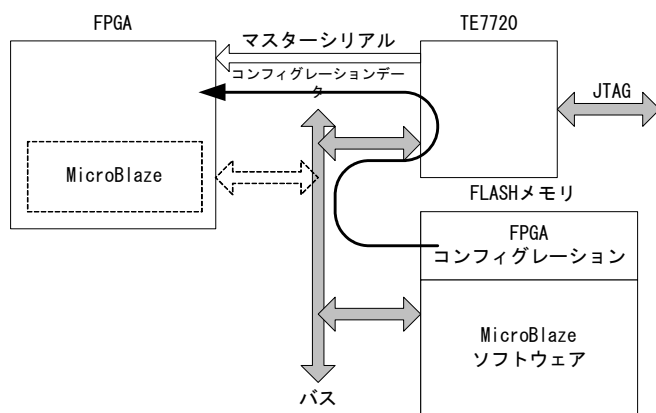 FPGA
TE7720
マスターシリアル
コンフィグレーションデー
タ
JTAG
MicroBlaze
FLASHメモリ
FPGA
コンフィグレーション
MicroBlaze
ソフトウェア
バス